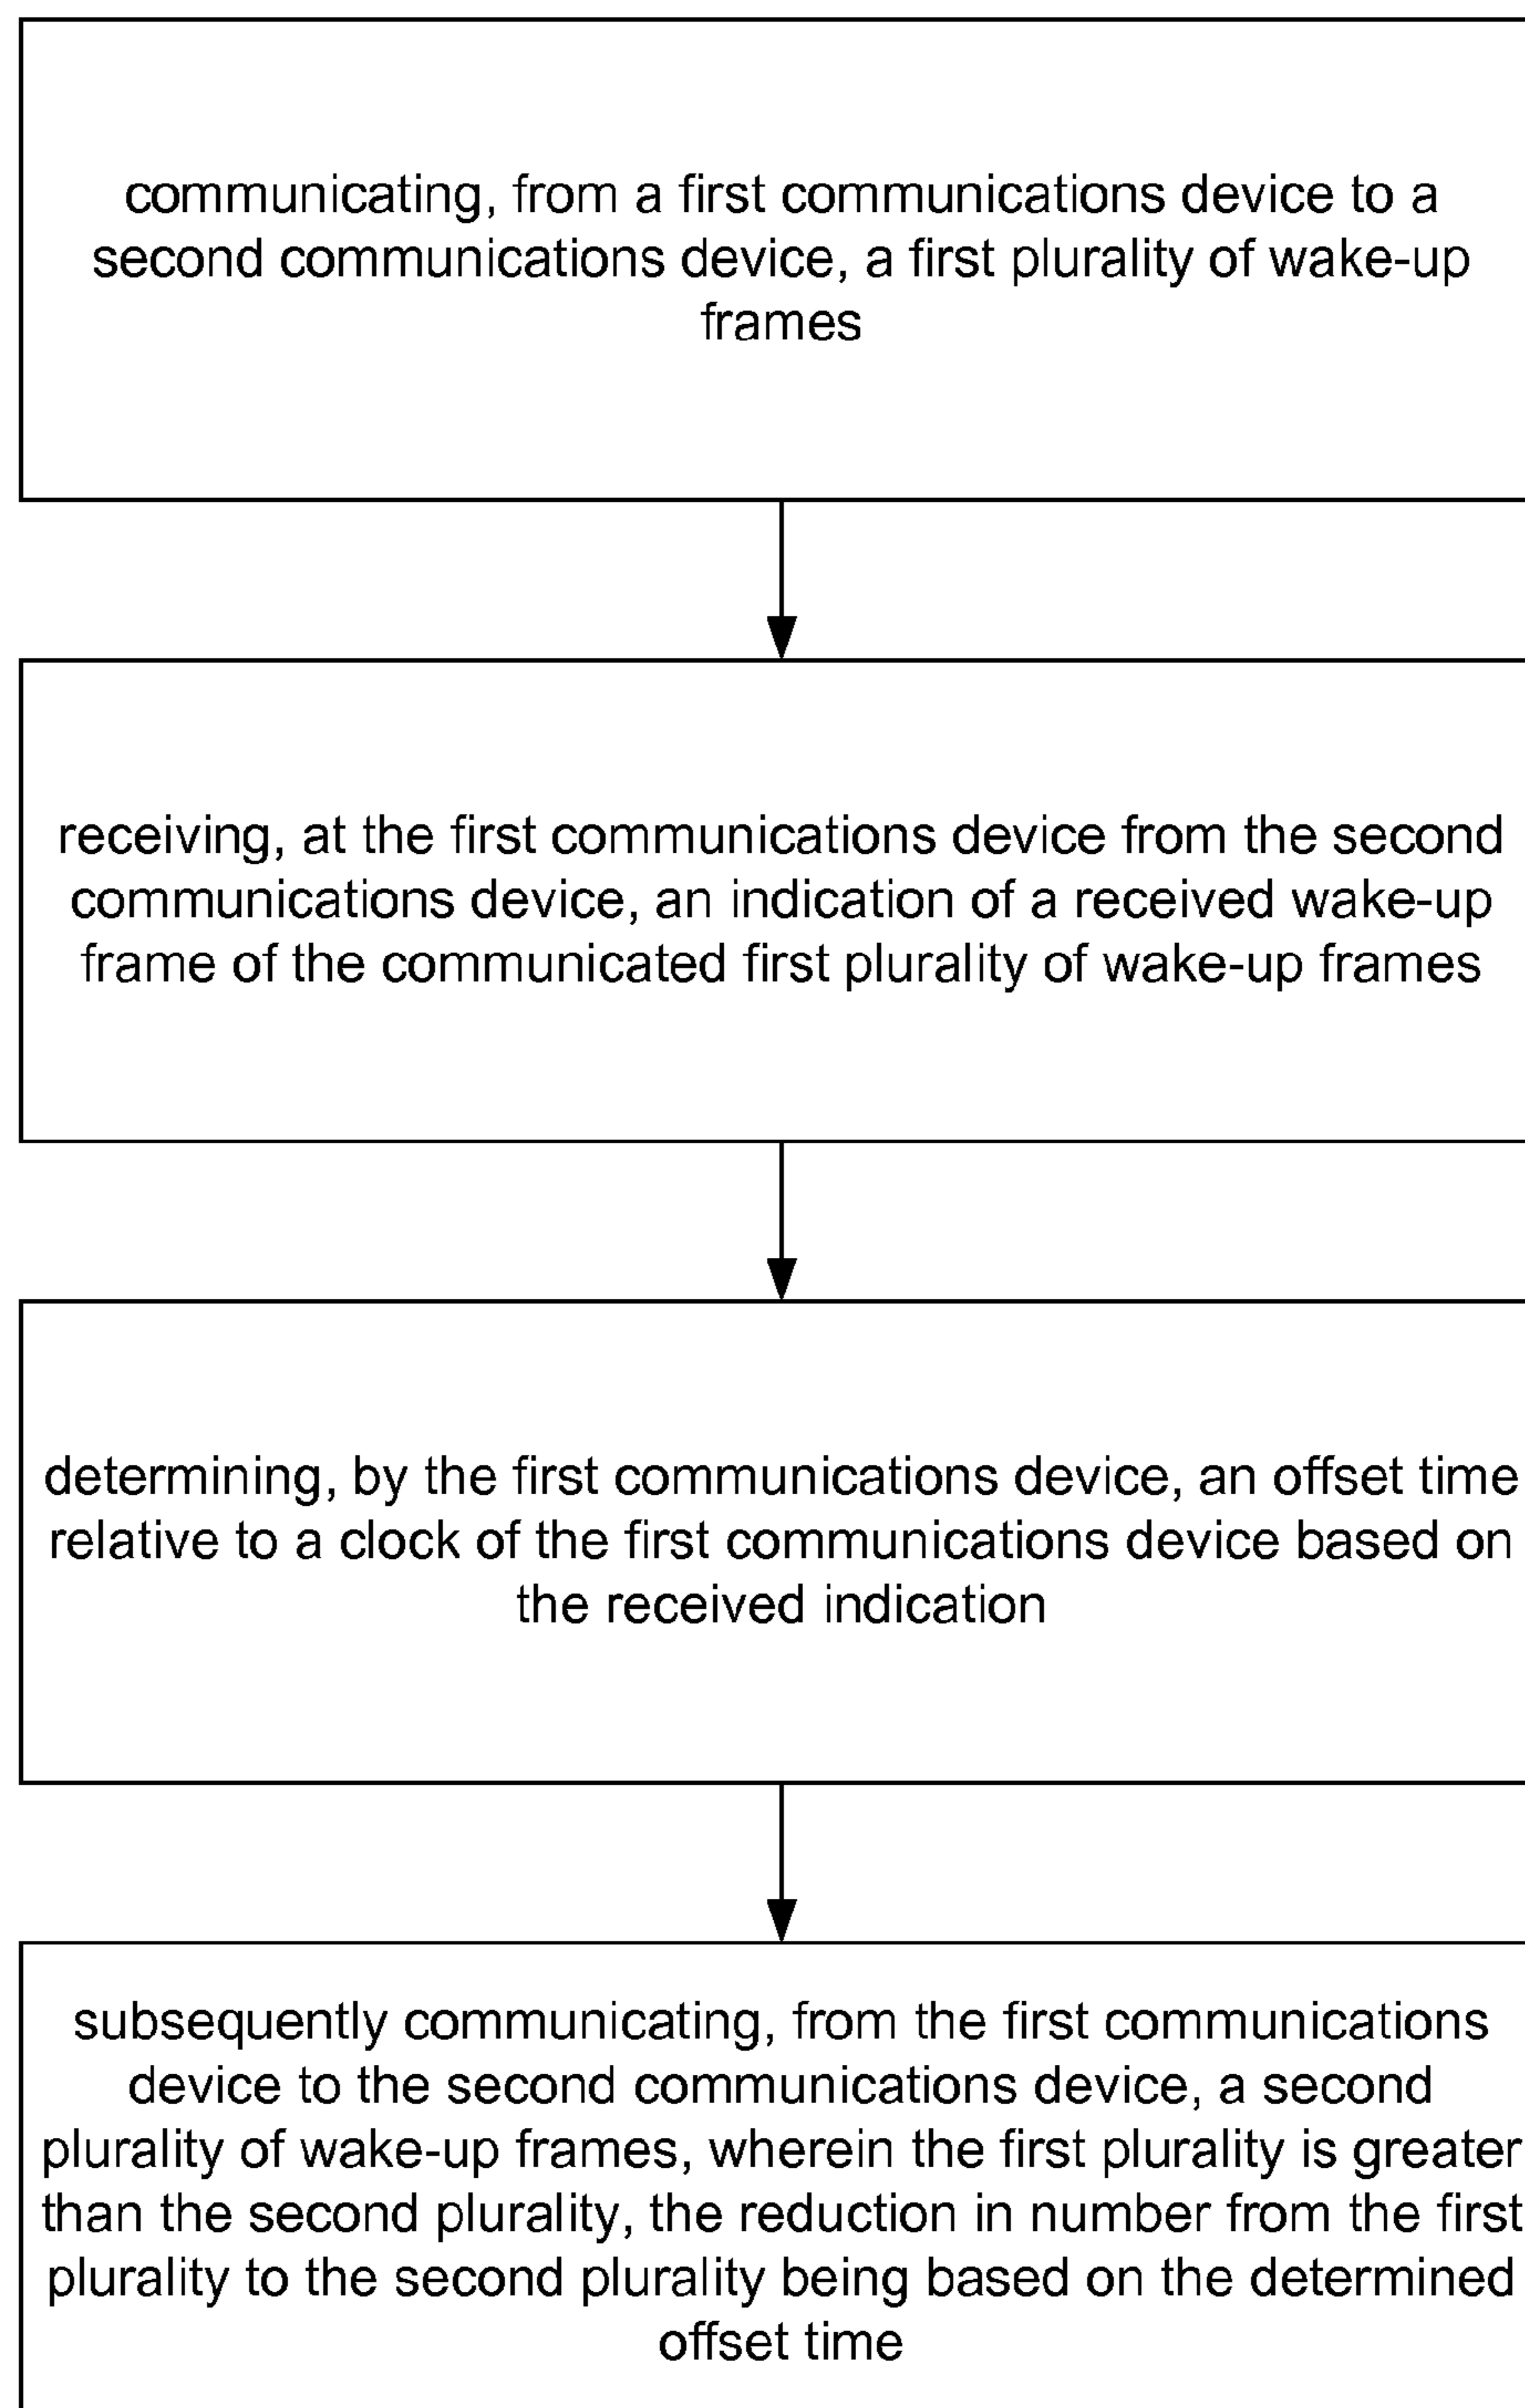 communicating, from a first communications device to a
second communications device, a first plurality of wake-up
frames
receiving, at the first communications device from the second
communications device, an indication of a received wake-up
frame of the communicated first plurality of wake-up frames
determining, by the first communications device, an offset time
relative to a clock of the first communications device based on
the received indication
subsequently communicating, from the first communications
device to the second communications device, a second
plurality of wake-up frames, wherein the first plurality is greater
than the second plurality, the reduction in number from the first
plurality to the second plurality being based on the determined
offset time